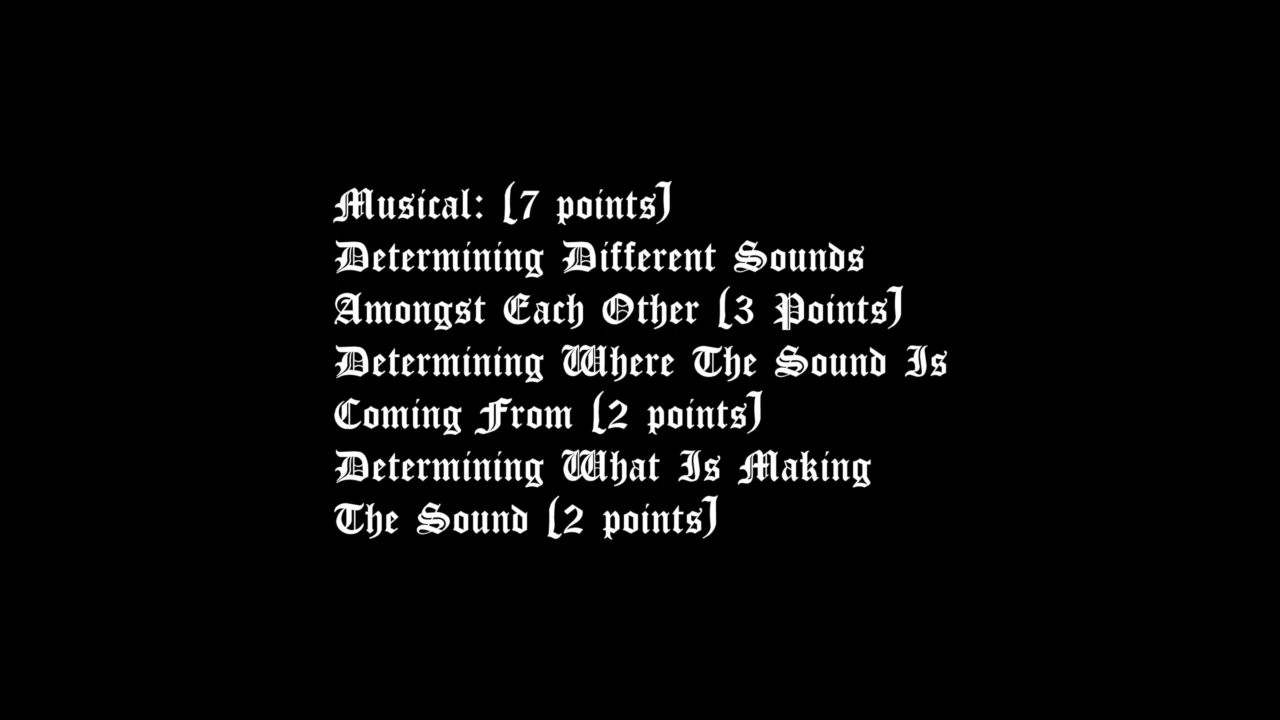 Musical: (7 points)
Determining Different Sounds
Amongst Each Other (3 Points)
Determining Where The Sound Is
Coming From (2 points)
Determining What Is Making
The Sound (2 points)